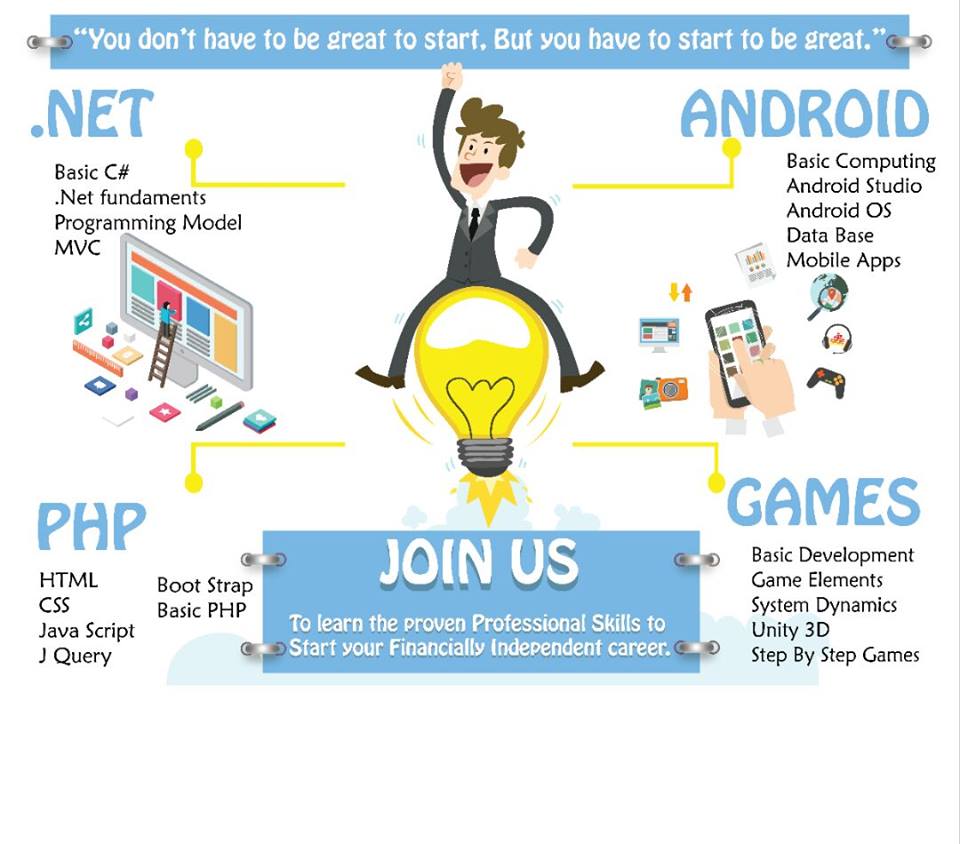 “You don't have to be great to start, But you have to start to be great.”
.NET
Basic C#
.Net fundaments
Programming Model
MVC
ANDROID
Basic Computing
Android Studio
Android OS
Data Base
Mobile Apps
PHP
HTML
CSS
Java Script
J Query
Boot Strap
Basic PHP
JOIN US
To learn the proven Professional Skills to
Start your Financially Independent career.
GAMES
Basic Development
Game Elements
System Dynamics
Unity 3D
Step By Step Games